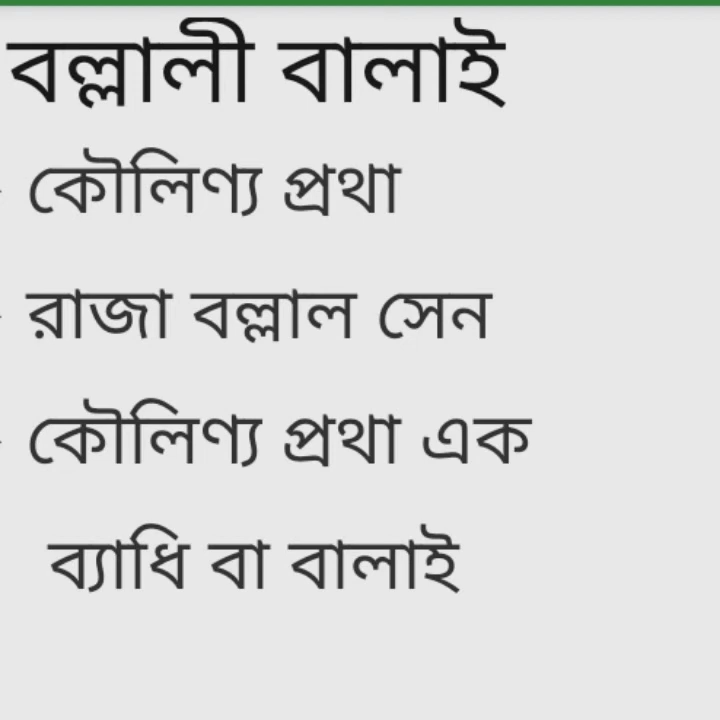 বল্লালী বালাই
কৌলিণ্য প্রথা
রাজা বল্লাল সেন
কৌলিণ্য প্রথা এক
ব্যাধি বা বালাই